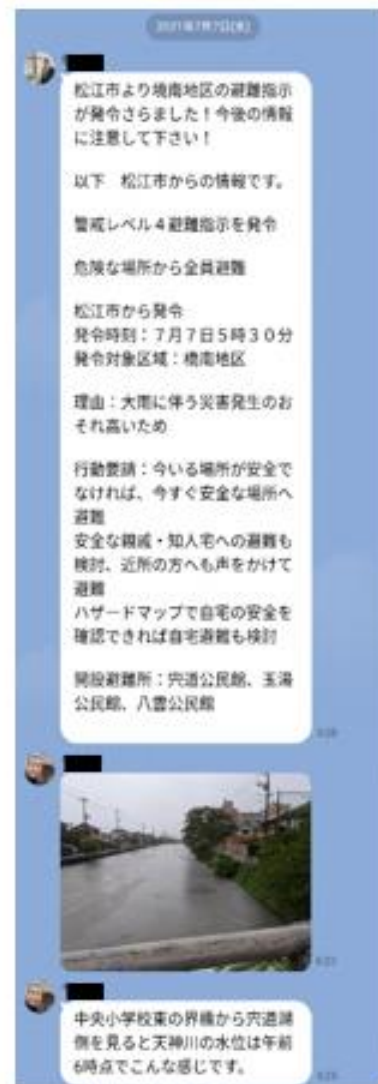 2021年7月7日(水)
松江市より境南地区の避難指示
が発令さらました！今後の情報
に注意して下さい！
以下　松江市からの情報です。
警戒レベル４避難指示を発令
危険な場所から全員避難
松江市から発令
発令時刻：７月７日５時３０分
発令対象区域：橋南地区
理由：大雨に伴う災害発生のお
それ高いため
行動要請：今いる場所が安全で
なければ、今すぐ安全な場所へ
避難
安全な親戚・知人宅への避難も
検討、近所の方へも声をかけて
避難
ハザードマップで自宅の安全を
確認できれば自宅避難も検討
開設避難所：宍道公民館、玉湯
公民館、八雲公民館
中央小学校東の界橋から宍道湖
側を見ると天神川の水位は午前
6時点でこんな感じです。